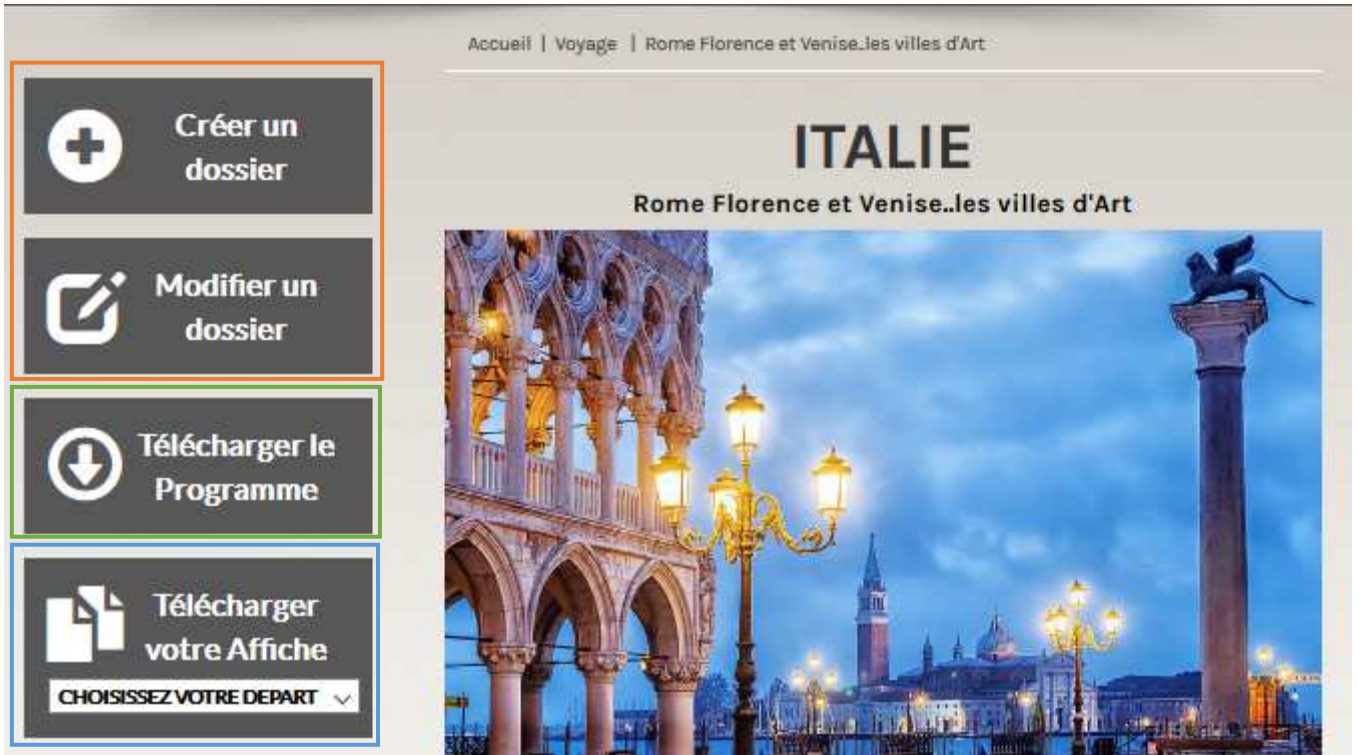 Accueil | Voyage | Rome Florence et Venise..les villes d'Art
Créer un
dossier
Modifier un
dossier
Télécharger le
Programme
Télécharger
votre Affiche
CHOISISSEZ VOTRE DEPART
ITALIE
Rome Florence et Venise..les villes d'Art